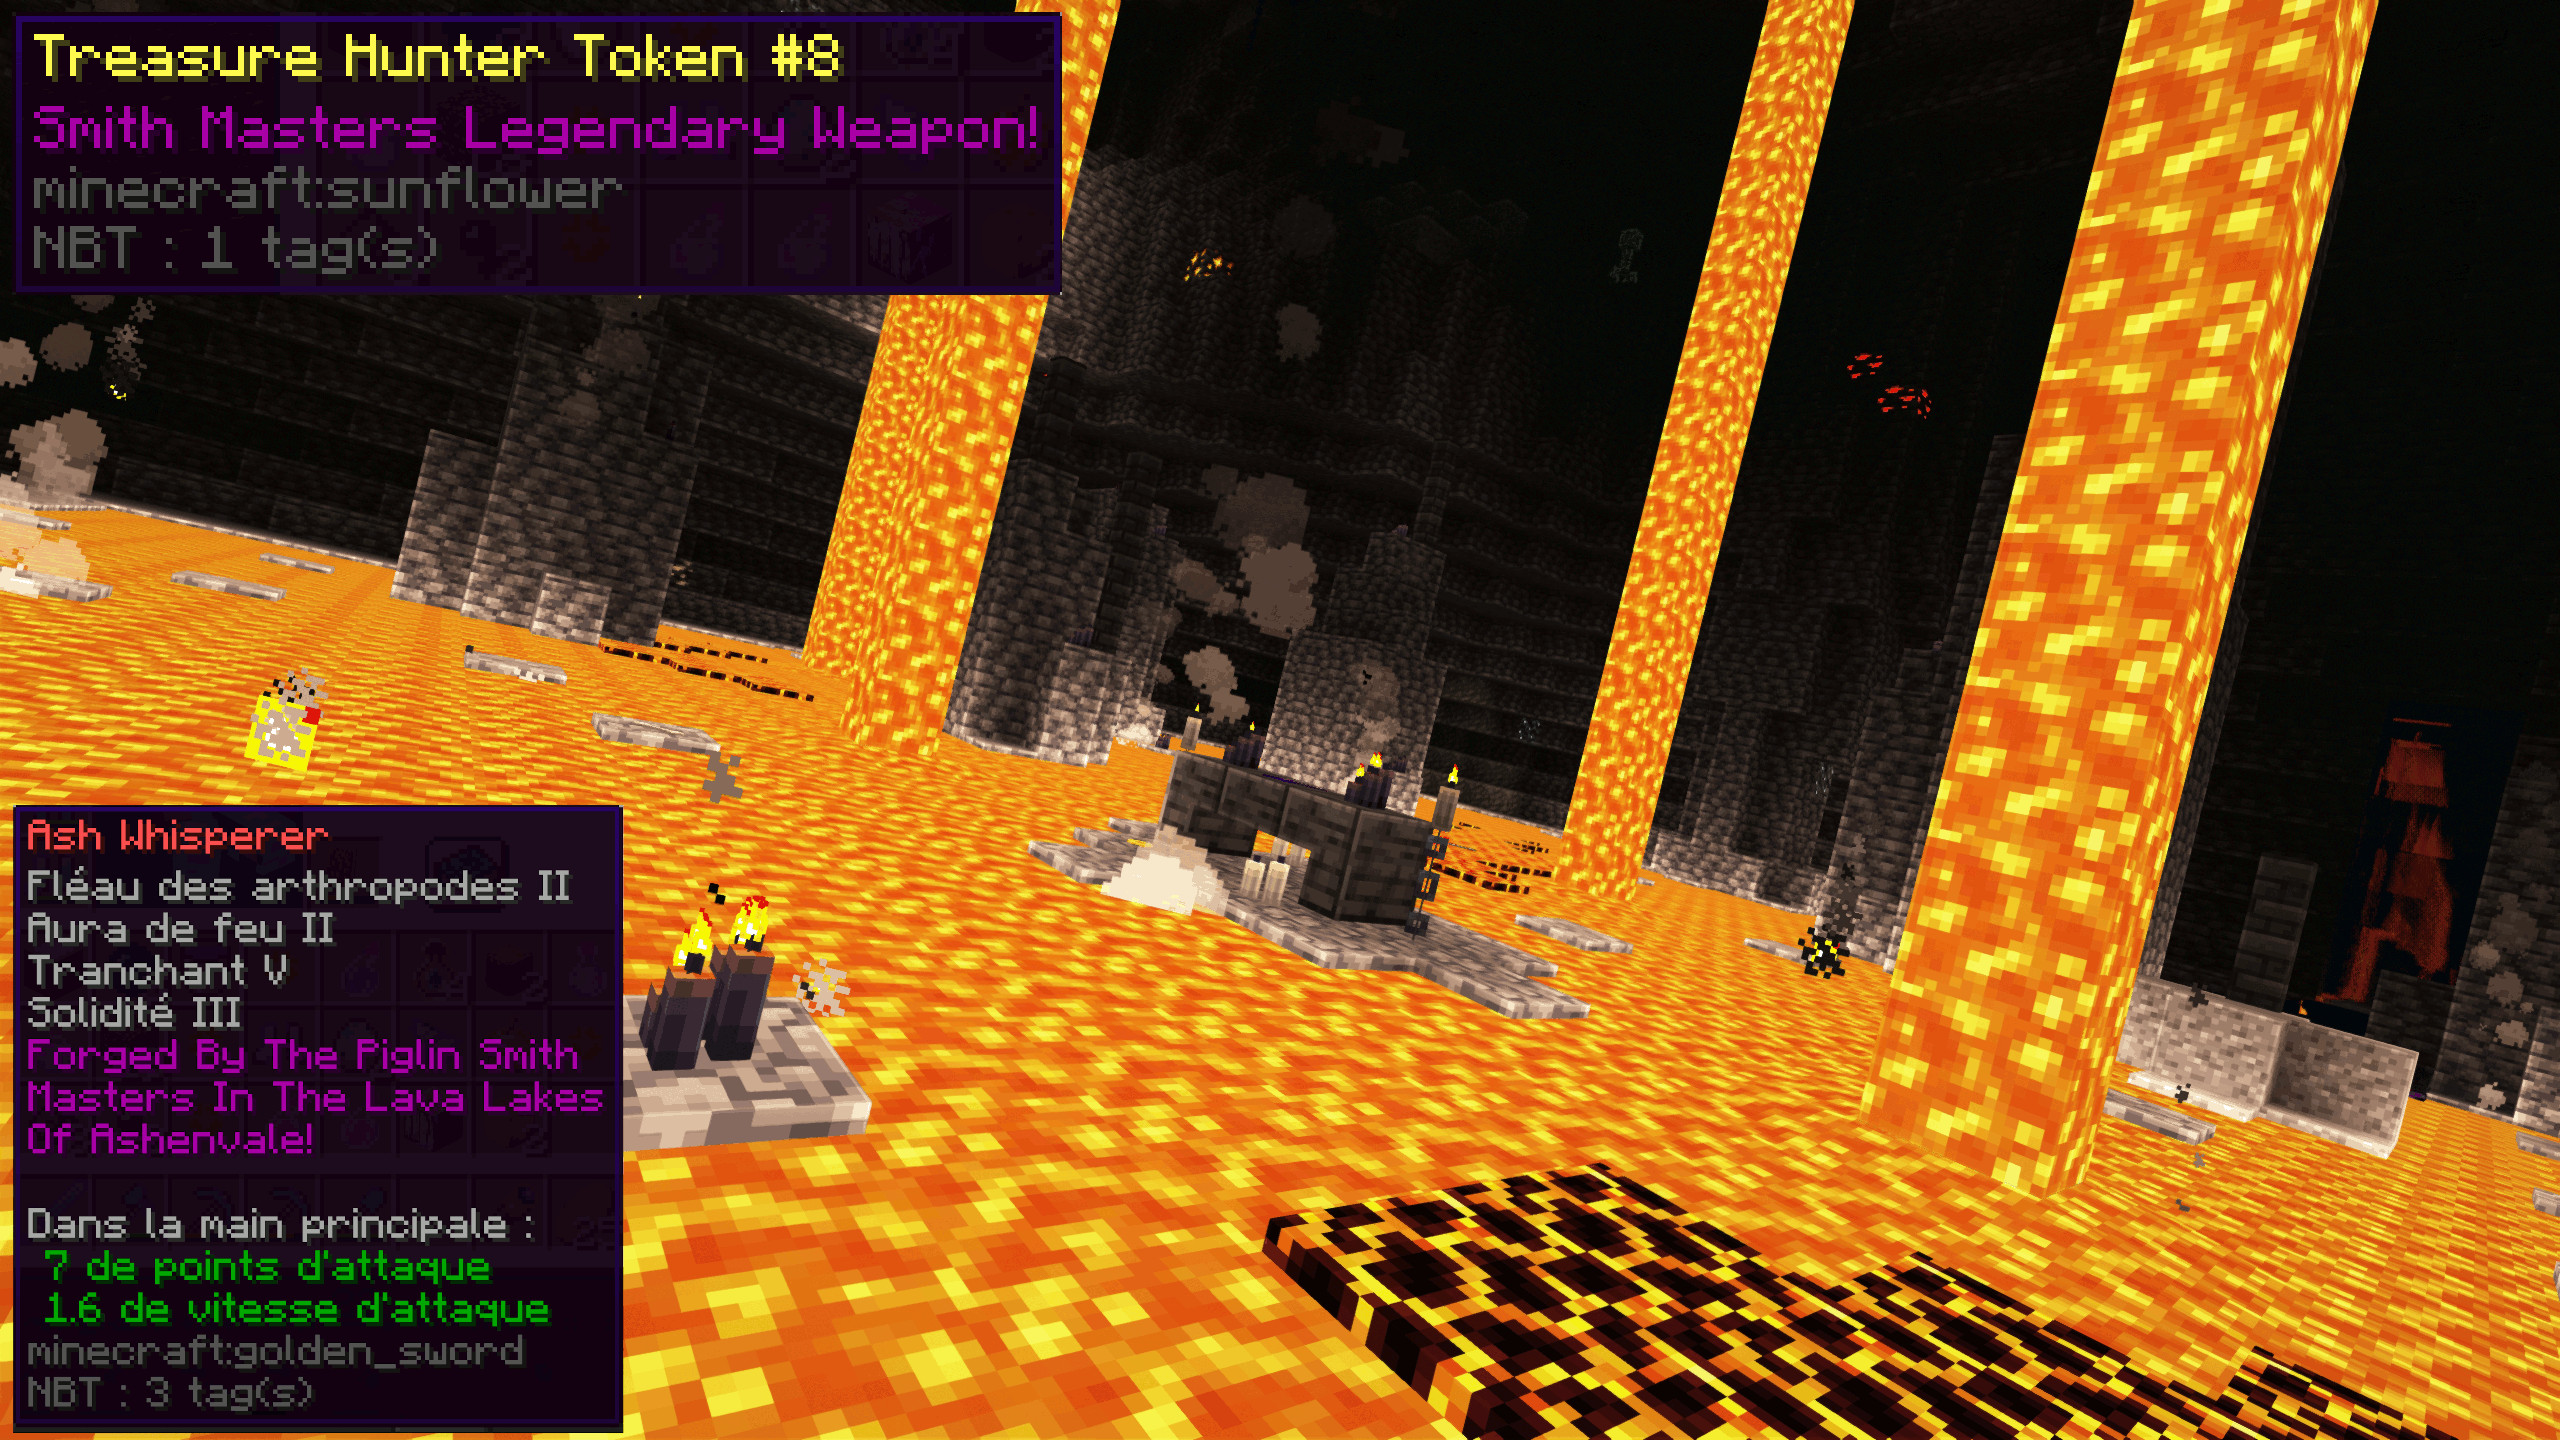 Treasure Hunter Token #8
Smith Masters Legendary Weapon!
minecraft:sunflower
NBT : 1 tag(s)
Ash Whisperer
Fléau des arthropodes II
Aura de feu II
Tranchant V
Solidité III
Forged By The Piglin Smith
Masters In The Lava Lakes
Of Ashenvale!
Dans la main principale :
7 de points d'attaque
1.6 de vitesse d'attaque
minecraft:golden_sword
NBT : 3 tag(s)